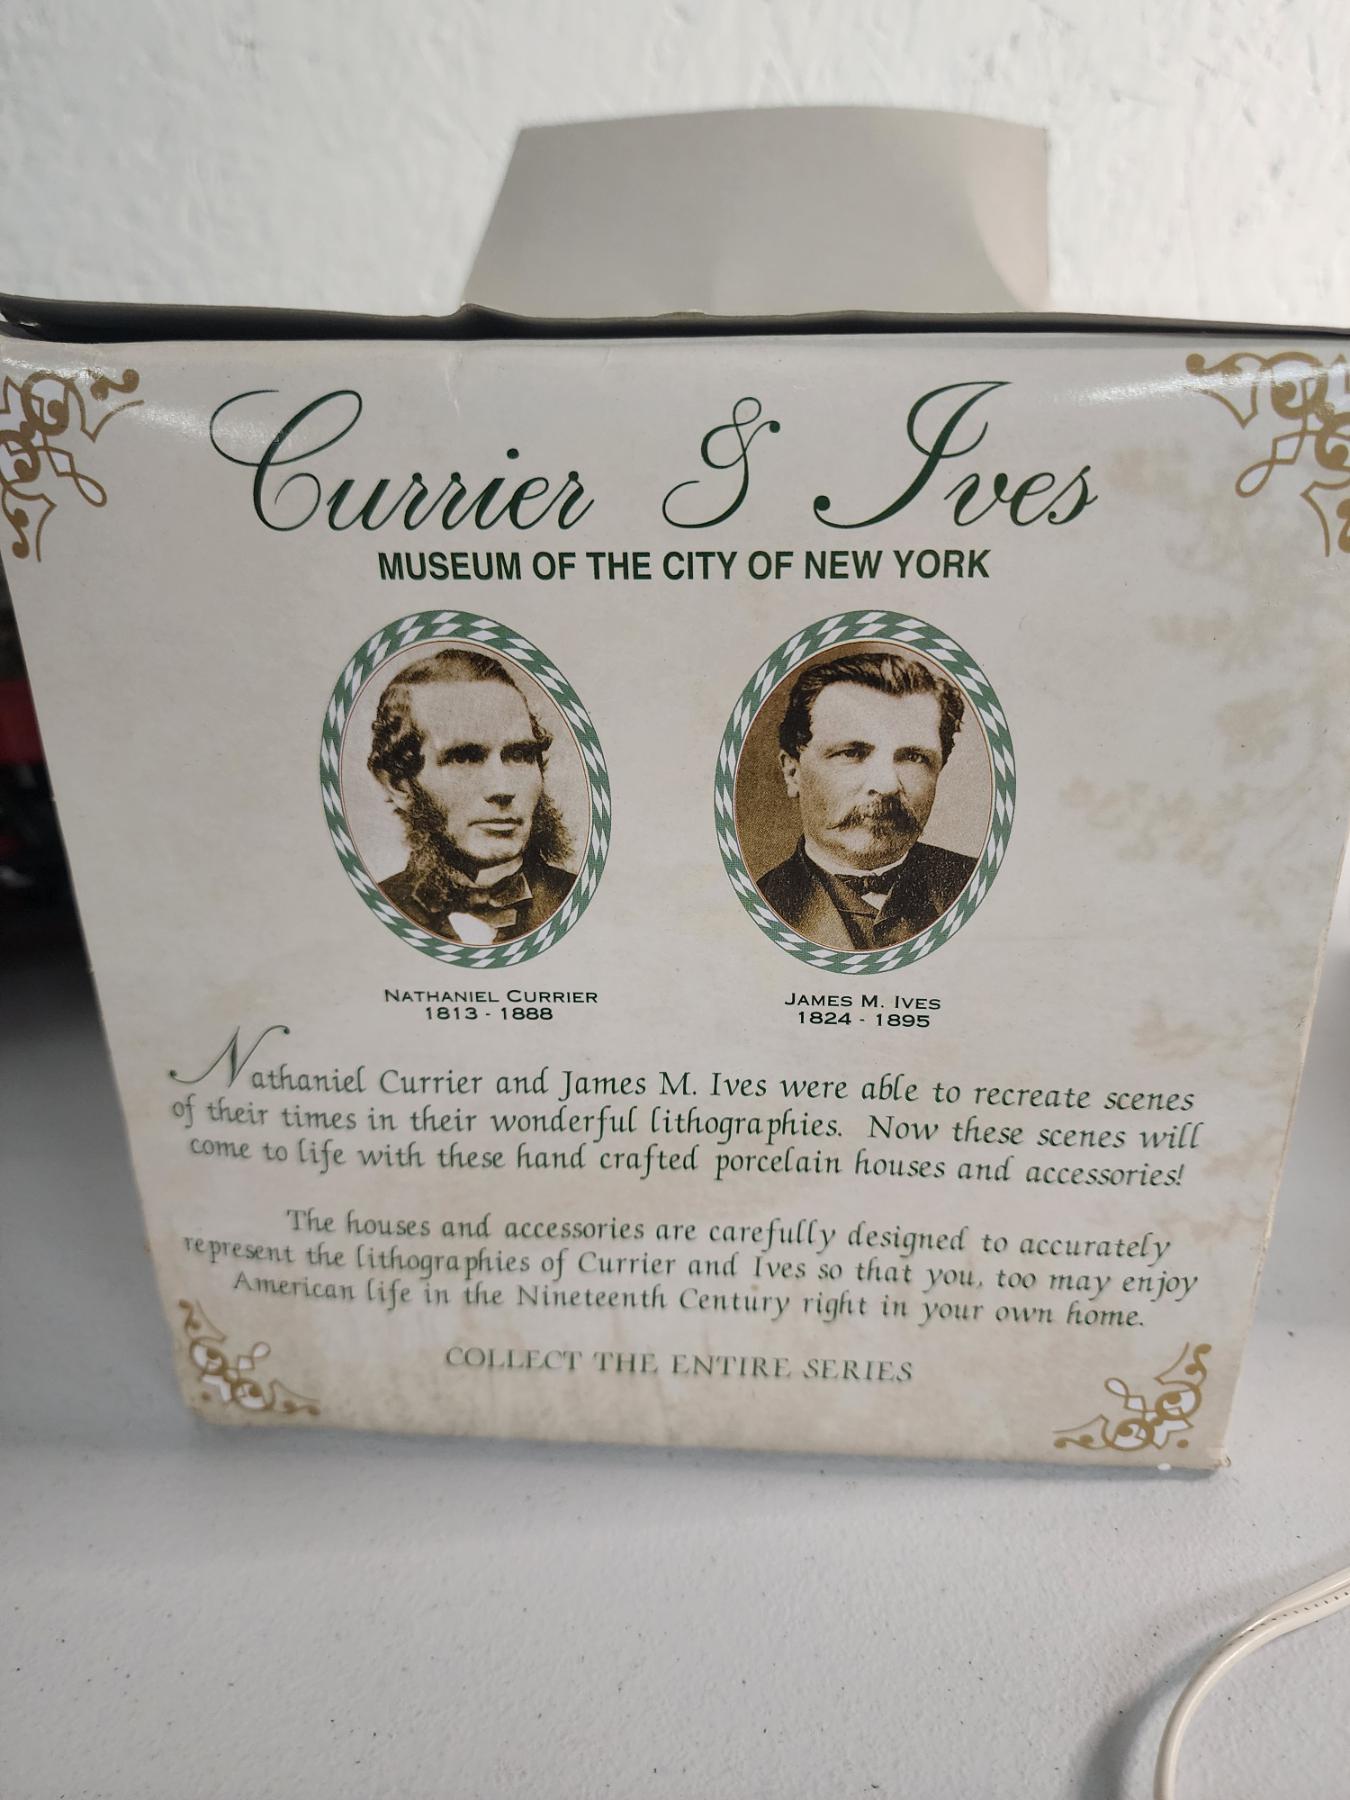 Currier & Ives
MUSEUM OF THE CITY OF NEW YORK
NATHANIEL CURRIER
1813 - 1888
JAMES M. IVES
1824 - 1895
Nathaniel Currier and James M. Ives were able to recreate scenes
of their times in their wonderful lithographies. Now these scenes will
come to life with these hand crafted porcelain houses and accessories!
The houses and accessories are carefully designed to accurately
represent the lithographies of Currier and Ives so that you, too may enjoy
American life in the Nineteenth Century right in your own home.
COLLECT THE ENTIRE SERIES